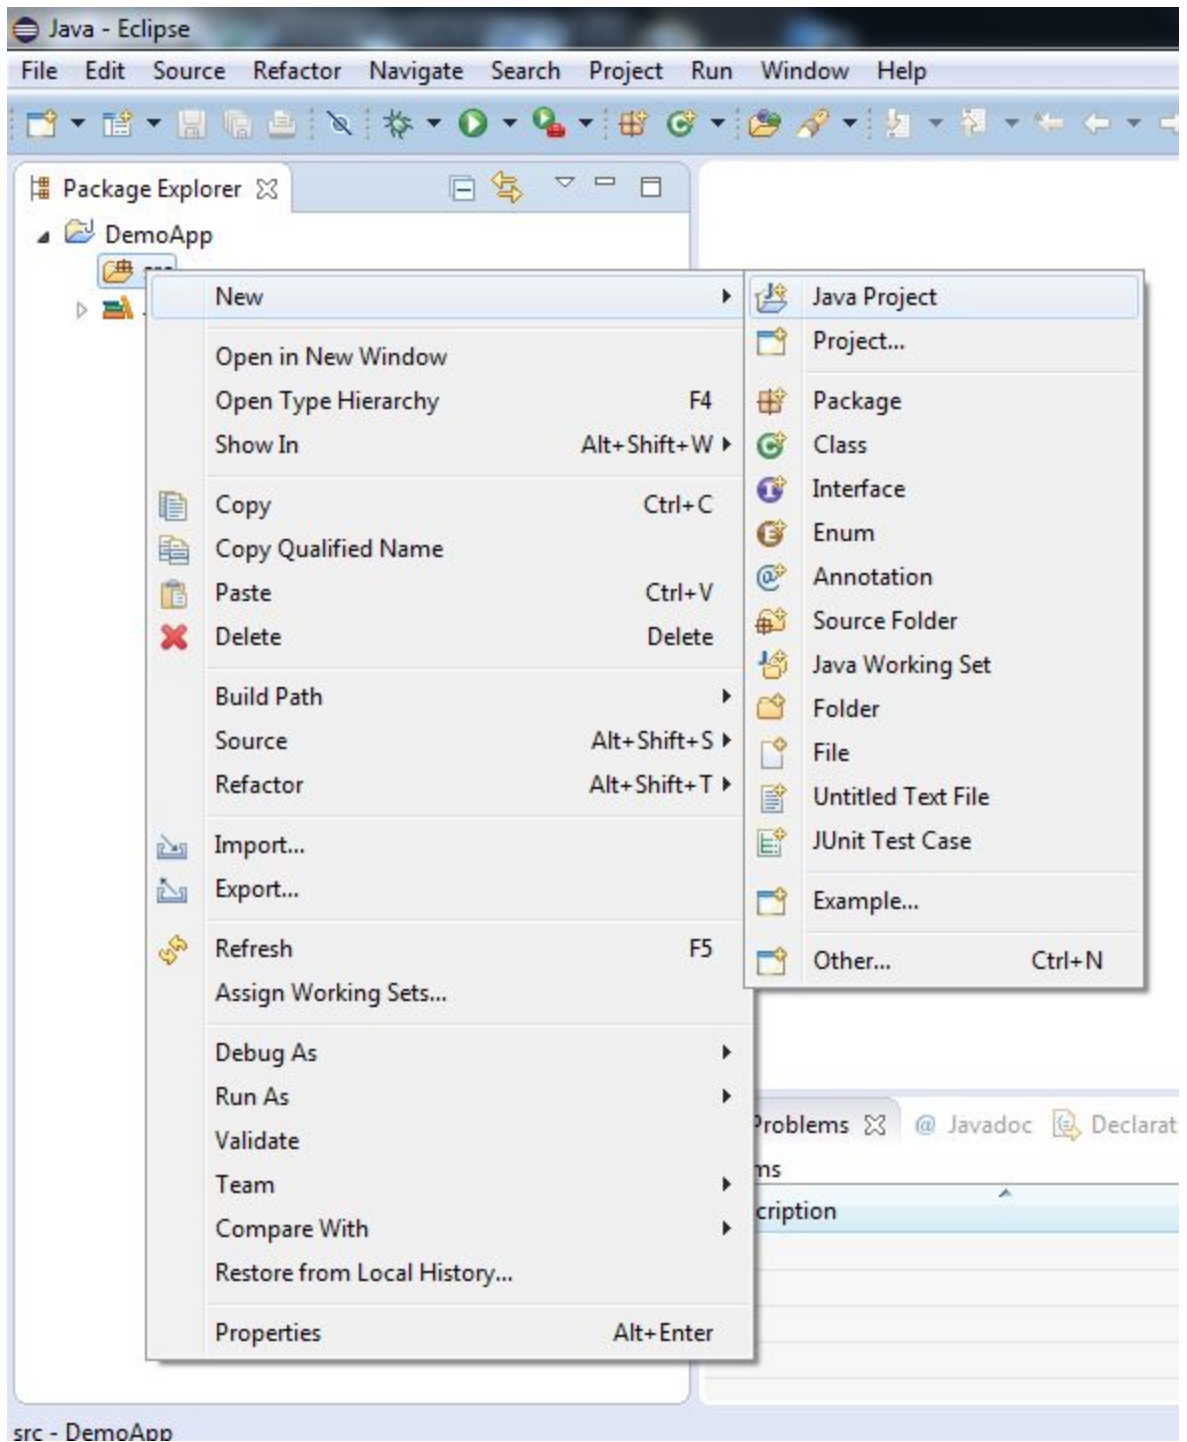 Java - Eclipse
File Edit Source Refactor Navigate Search Project Run Window Help
Package Explorer
DemoApp
New
Open in New Window
Open Type Hierarchy F4
Show In Alt+Shift+W
Copy Ctrl+C
Copy Qualified Name
Paste Ctrl+V
Delete Delete
Build Path
Source Alt+Shift+S
Refactor Alt+Shift+T
Import...
Export...
Refresh F5
Assign Working Sets...
Debug As
Run As
Validate
Team
Compare With
Restore from Local History...
Properties Alt+Enter
Java Project
Project...
Package
Class
Interface
Enum
Annotation
Source Folder
Java Working Set
Folder
File
Untitled Text File
JUnit Test Case
Example...
Other... Ctrl+N
Problems @ Javadoc Declarat
ms
cription
src - DemoApp